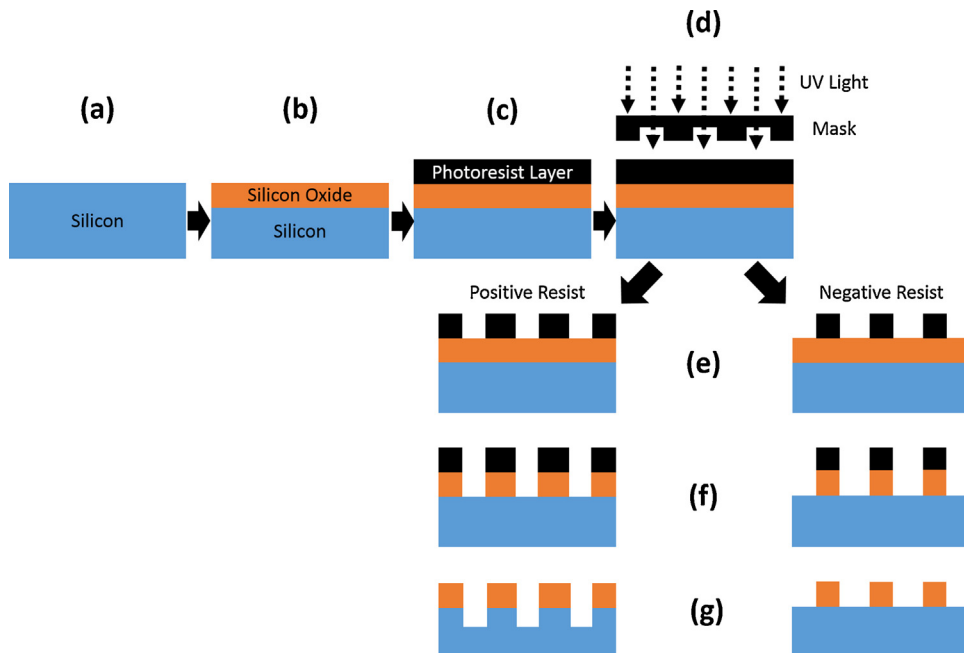 (d)
UV Light
(a)
(b)
(c)
Mask
Photoresist Layer
Silicon Oxide
Silicon
Silicon
Positive Resist
Negative Resist
(e)
(f)
(g)